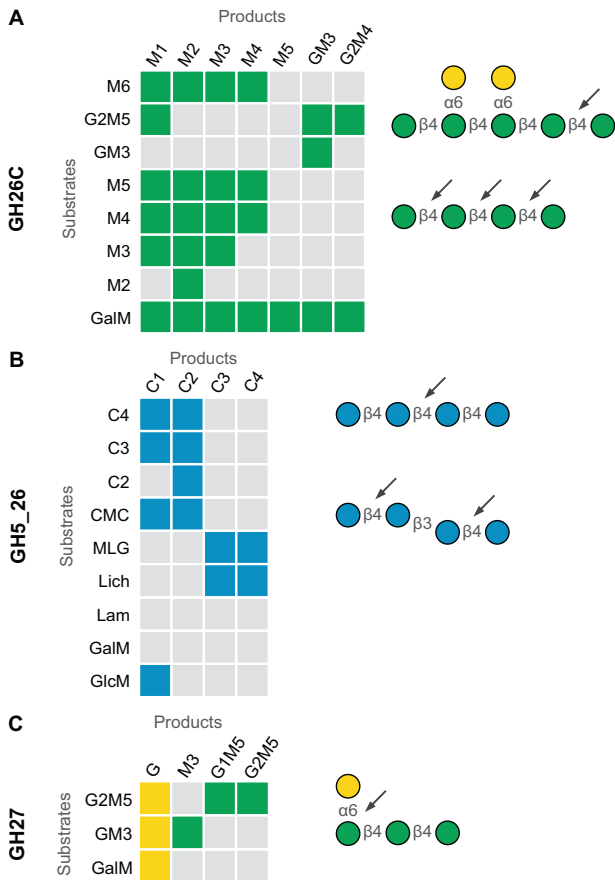 A
Products
M1 M2 M3 M4 M5 GM3 G2M4
GH26C
Substrates
M6
G2M5
GM3
M5
M4
M3
M2
GalM
α6 α6
β4 β4 β4 β4
β4 β4 β4
B
Products
C1 C2 C3 C4
GH5_26
Substrates
C4
C3
C2
CMC
MLG
Lich
Lam
GalM
GlcM
β4 β4 β4
β4 β3 β4
C
Products
G M3 G1M5 G2M5
GH27
Substrates
G2M5
GM3
GalM
α6
β4 β4